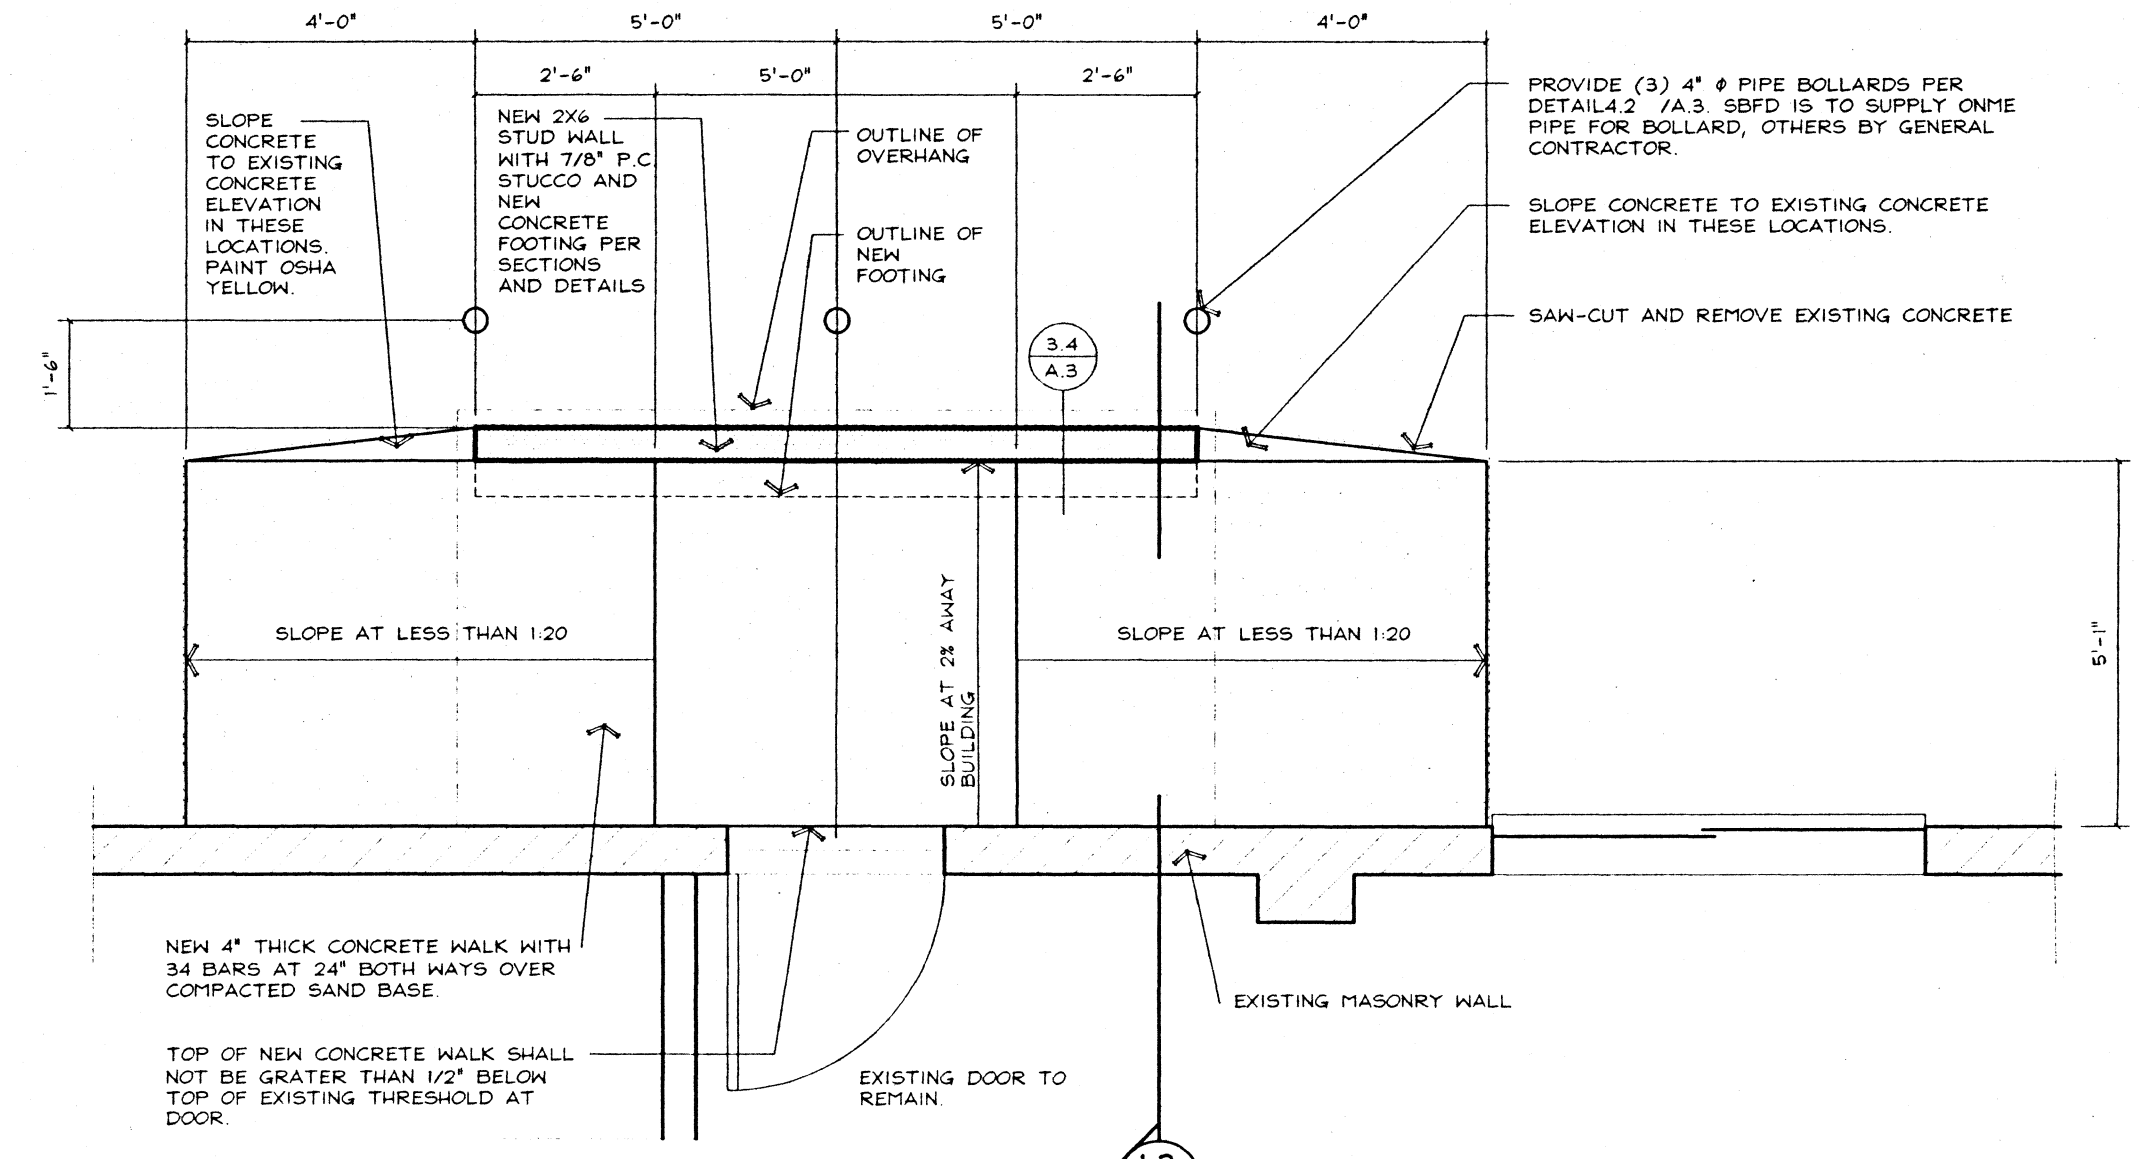 4'-0" 5'-0" 5'-0" 4'-0"
2'-6" 5'-0" 2'-6"
SLOPE
CONCRETE
TO EXISTING
CONCRETE
ELEVATION
IN THESE
LOCATIONS.
PAINT OSHA
YELLOW.
NEW 2X6
STUD WALL
WITH 7/8" P.C.
STUCCO AND
NEW
CONCRETE
FOOTING PER
SECTIONS
AND DETAILS
OUTLINE OF
OVERHANG
OUTLINE OF
NEW
FOOTING
PROVIDE (3) 4" ϕ PIPE BOLLARDS PER
DETAIL4.2 /A.3. SBFD IS TO SUPPLY ONME
PIPE FOR BOLLARD, OTHERS BY GENERAL
CONTRACTOR.
SLOPE CONCRETE TO EXISTING CONCRETE
ELEVATION IN THESE LOCATIONS.
SAW-CUT AND REMOVE EXISTING CONCRETE
1'-6"
3.4
A.3
SLOPE AT LESS THAN 1:20
SLOPE AT 2% AWAY
BUILDING
SLOPE AT LESS THAN 1:20
5'-1"
NEW 4" THICK CONCRETE WALK WITH
34 BARS AT 24" BOTH WAYS OVER
COMPACTED SAND BASE.
EXISTING MASONRY WALL
TOP OF NEW CONCRETE WALK SHALL
NOT BE GRATER THAN 1/2" BELOW
TOP OF EXISTING THRESHOLD AT
DOOR.
EXISTING DOOR TO
REMAIN.